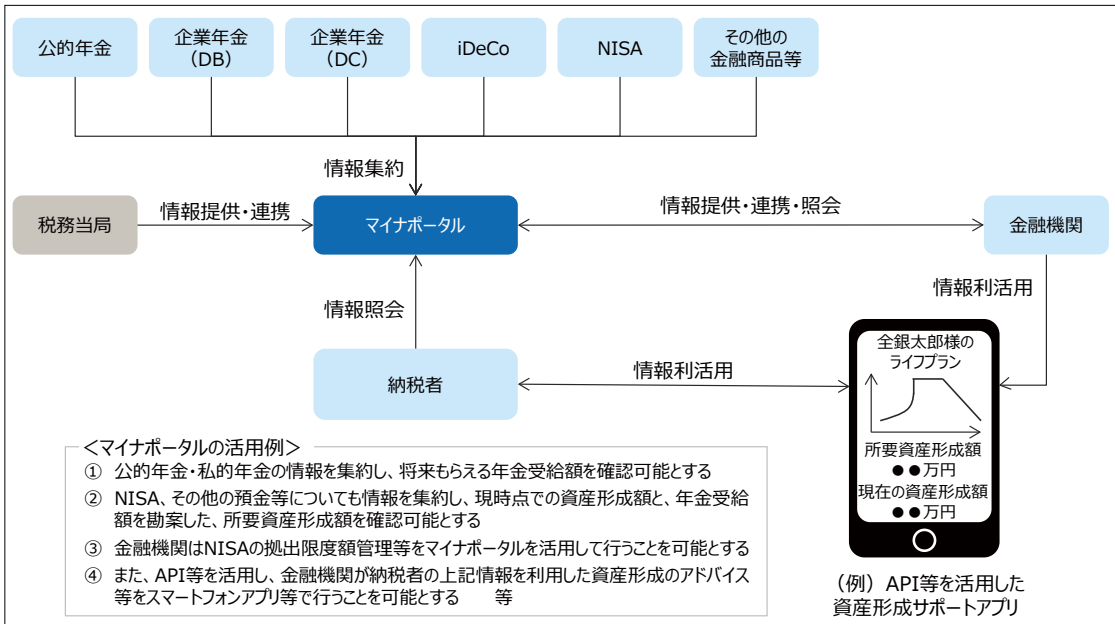 公的年金
企業年金
（DB）
企業年金
（DC）
iDeCo
NISA
その他の
金融商品等
情報集約
税務当局
情報提供・連携
マイナポータル
情報提供・連携・照会
金融機関
情報照会
情報利活用
納税者
情報利活用
全銀太郎様の
ライフプラン
所要資産形成額
●●万円
現在の資産形成額
●●万円
＜マイナポータルの活用例＞
① 公的年金・私的年金の情報を集約し、将来もらえる年金受給額を確認可能とする
② NISA、その他の預金等についても情報を集約し、現時点での資産形成額と、年金受給
額を勘案した、所要資産形成額を確認可能とする
③ 金融機関はNISAの拠出限度額管理等をマイナポータルを活用して行うことを可能とする
④ また、API等を活用し、金融機関が納税者の上記情報を利用した資産形成のアドバイス
等をスマートフォンアプリ等で行うことを可能とする　　等
（例）API等を活用した
資産形成サポートアプリ